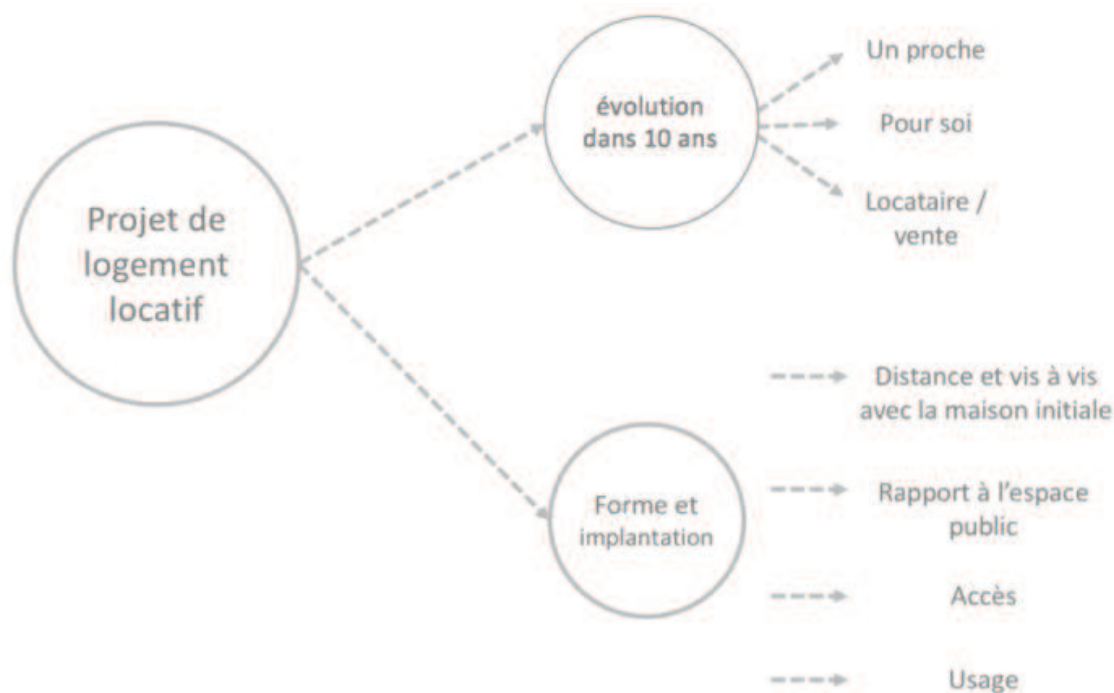 Projet de
logement
locatif
évolution
dans 10 ans
Un proche
Pour soi
Locataire /
vente
Forme et
implantation
Distance et vis à vis
avec la maison initiale
Rapport à l'espace
public
Accès
Usage